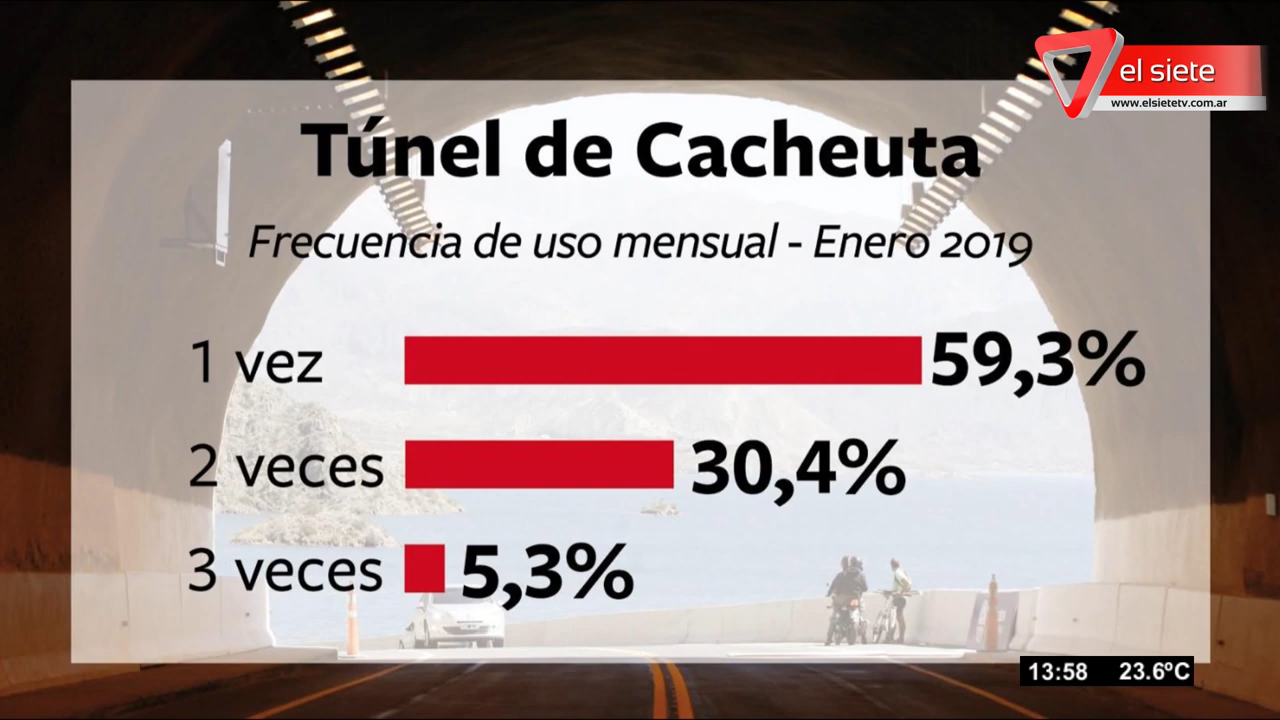 el siete
www.elsietetv.com.ar
Túnel de Cacheuta
Frecuencia de uso mensual - Enero 2019
1 vez 59,3%
2 veces 30,4%
3 veces 5,3%
13:58 23.6ºC